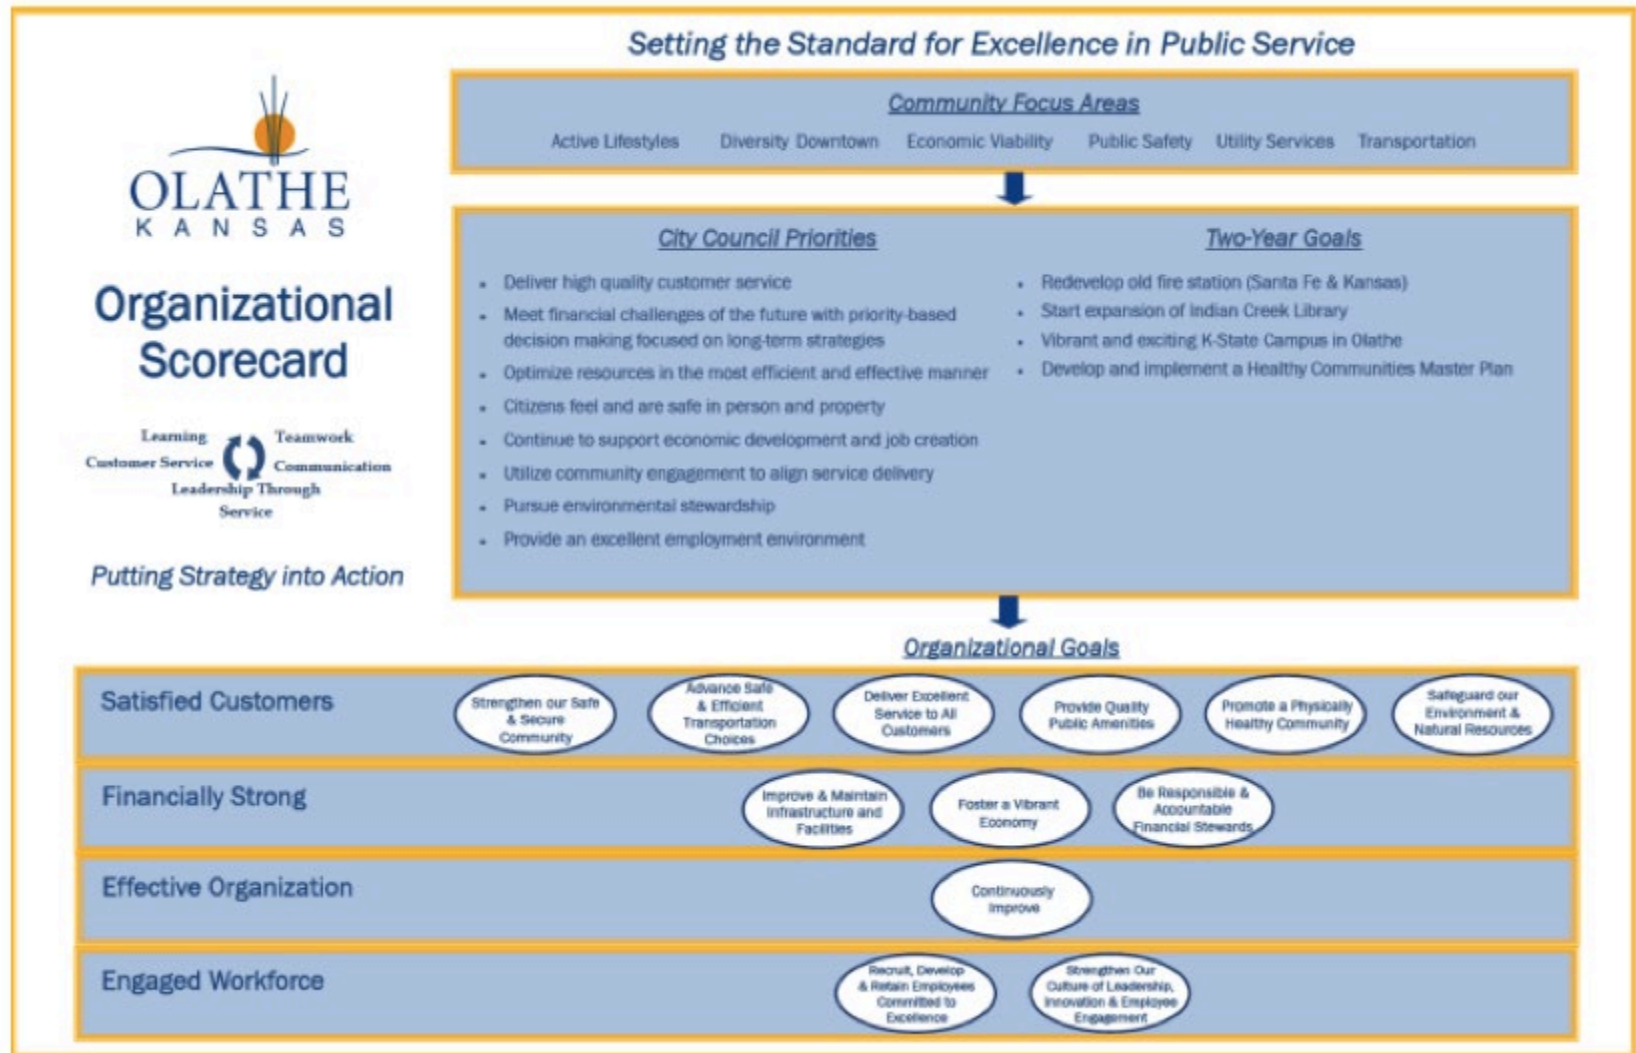 Setting the Standard for Excellence in Public Service
OLATHE
KANSAS
Organizational
Scorecard
Learning
Teamwork
Customer Service
Communication
Leadership Through
Service
Putting Strategy into Action
Community Focus Areas
Active Lifestyles Diversity Downtown Economic Viability Public Safety Utility Services Transportation
City Council Priorities
• Deliver high quality customer service
• Meet financial challenges of the future with priority-based
decision making focused on long-term strategies
• Optimize resources in the most efficient and effective manner
• Citizens feel and are safe in person and property
• Continue to support economic development and job creation
• Utilize community engagement to align service delivery
• Pursue environmental stewardship
• Provide an excellent employment environment
Two-Year Goals
• Redevelop old fire station (Santa Fe & Kansas)
• Start expansion of Indian Creek Library
• Vibrant and exciting K-State Campus in Olathe
• Develop and implement a Healthy Communities Master Plan
Organizational Goals
Satisfied Customers
Strengthen our Safe
& Secure
Community
Advance Safe
& Efficient
Transportation
Choices
Deliver Excellent
Service to All
Customers
Provide Quality
Public Amenities
Promote a Physically
Healthy Community
Safeguard our
Environment &
Natural Resources
Financially Strong
Improve & Maintain
Infrastructure and
Facilities
Foster a Vibrant
Economy
Be Responsible &
Accountable
Financial Stewards
Effective Organization
Continuously
Improve
Engaged Workforce
Recruit, Develop
& Retain Employees
Committed to
Excellence
Strengthen Our
Culture of Leadership,
Innovation & Employee
Engagement